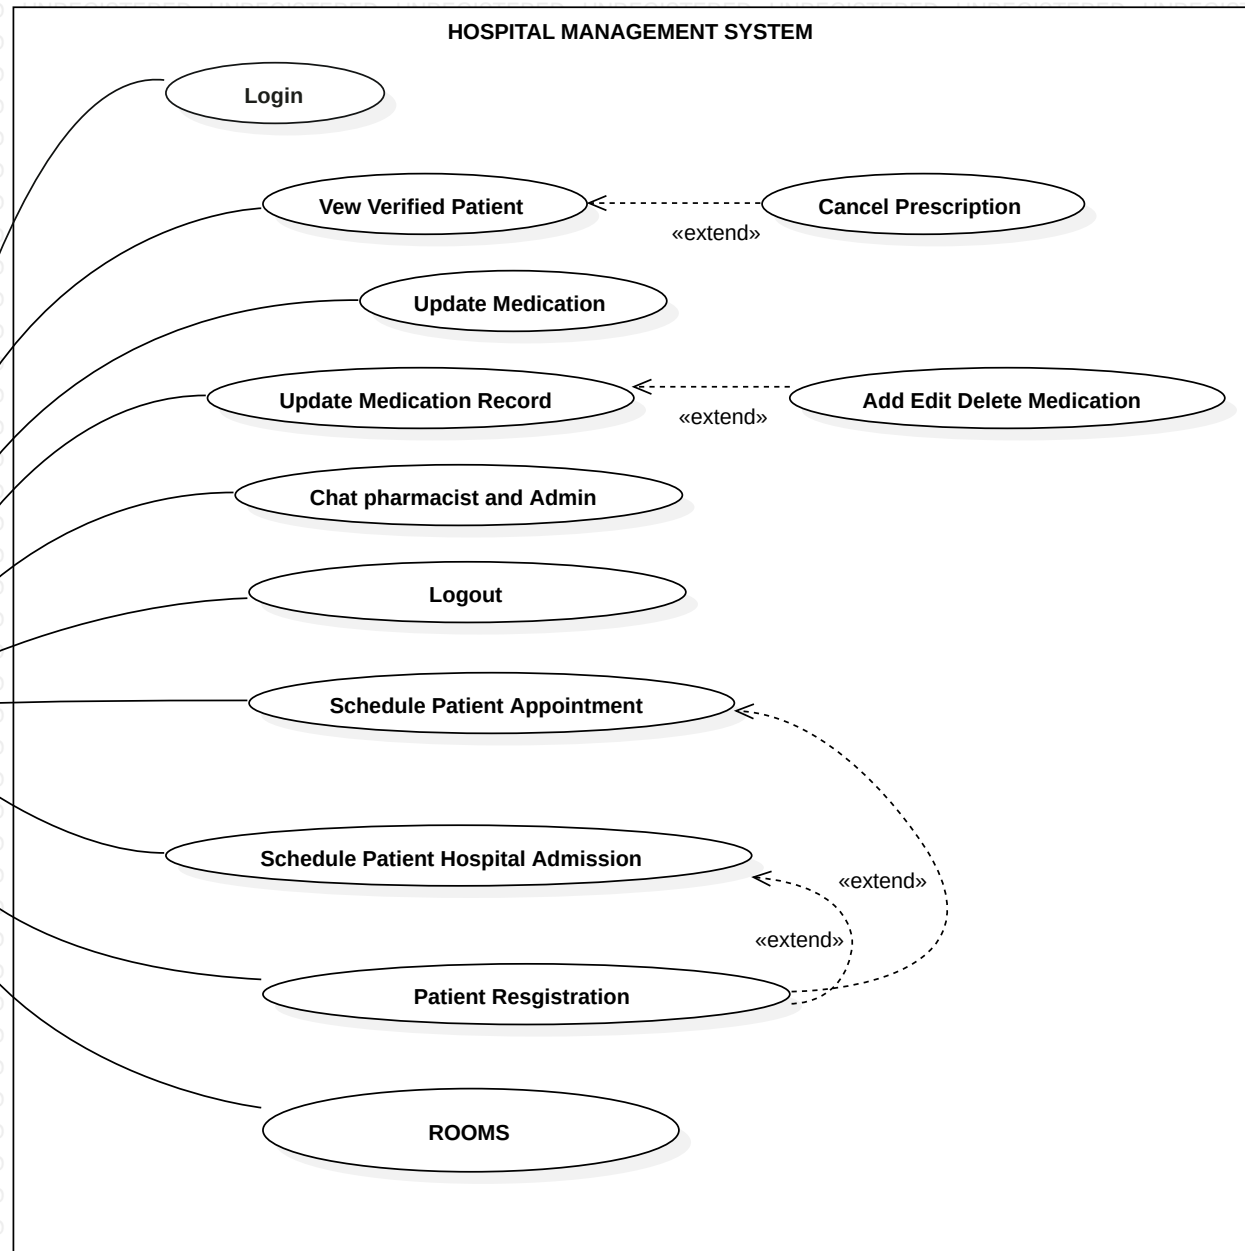 HOSPITAL MANAGEMENT SYSTEM
Login
Vew Verified Patient
Cancel Prescription
«extend»
Update Medication
Update Medication Record
Add Edit Delete Medication
«extend»
Chat pharmacist and Admin
Logout
Schedule Patient Appointment
Schedule Patient Hospital Admission
«extend»
«extend»
Patient Resgistration
ROOMS